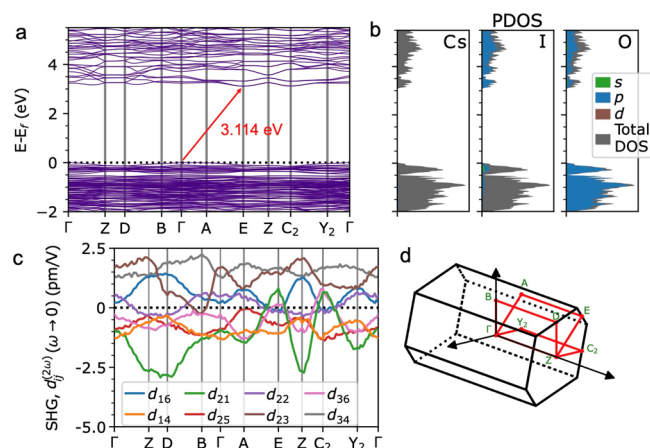 a
E-E_f (eV)
4
2
0
−2
3.114 eV
Γ Z D B Γ A E Z C₂ Y₂ Γ
b
PDOS
Cs
I
O
s
p
d
Total
DOS
c
SHG, d_ij^(2ω) (ω → 0) (pm/V)
2.5
0.0
-2.5
-5.0
d₁₆ d₂₁ d₂₂ d₃₆
d₁₄ d₂₅ d₂₃ d₃₄
Γ Z D B Γ A E Z C₂ Y₂ Γ
d
A
B
E
D
Γ
Y₂
Z
C₂